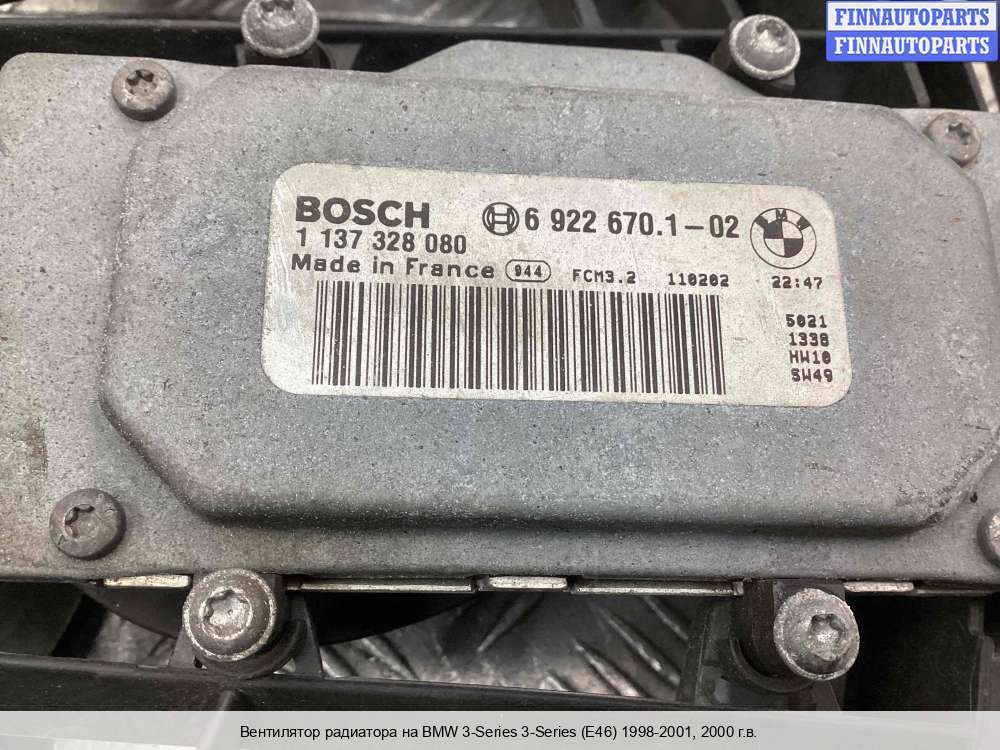 FINNAUTOPARTS
FINNAUTOPARTS
BOSCH 6 922 670.1-02 BMW
1 137 328 080
Made in France 944 FCM3.2 110202 22:47
5021
1338
HW10
SW49
Вентилятор радиатора на BMW 3-Series 3-Series (E46) 1998-2001, 2000 г.в.